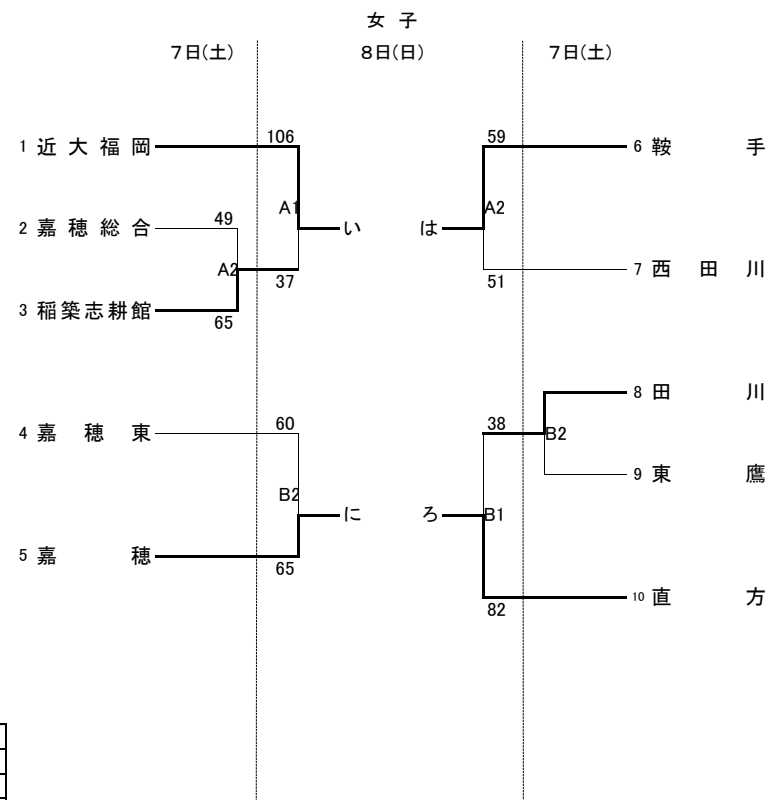 女 子
7日(土) 8日(日) 7日(土)
106 59
1 近大福岡 6 鞍手
A1 A2
2 嘉穂総合 49 い は
A2 7 西田川
37 51
3 稲築志耕館
65
8 田川
60 38
4 嘉穂東 B2
9 東鷹
B2
に ろ B1
5 嘉穂
65
10 直方
82